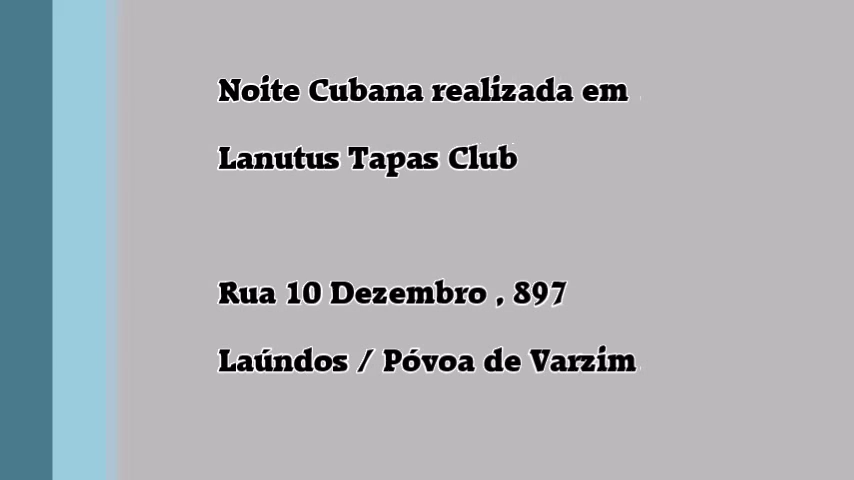 Noite Cubana realizada em
Lanutus Tapas Club
Rua 10 Dezembro , 897
Laúndos / Póvoa de Varzim